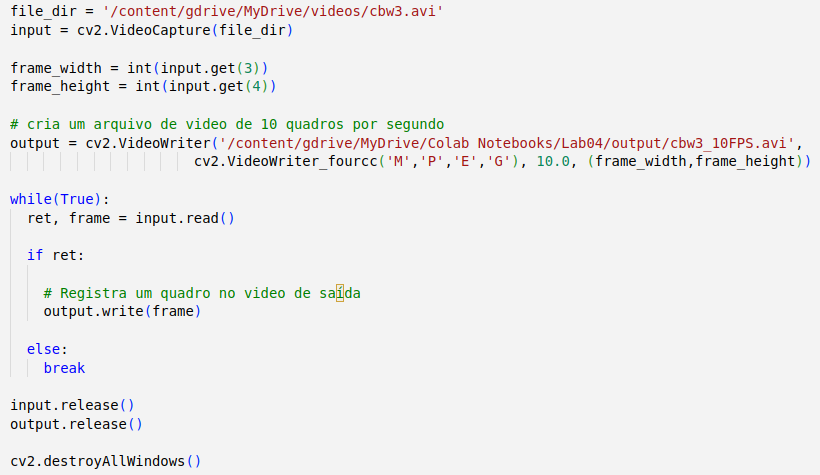 file_dir = '/content/gdrive/MyDrive/videos/cbw3.avi'
input = cv2.VideoCapture(file_dir)

frame_width = int(input.get(3))
frame_height = int(input.get(4))

# cria um arquivo de video de 10 quadros por segundo
output = cv2.VideoWriter('/content/gdrive/MyDrive/Colab Notebooks/Lab04/output/cbw3_10FPS.avi',
                      cv2.VideoWriter_fourcc('M','P','E','G'), 10.0, (frame_width,frame_height))

while(True):
  ret, frame = input.read()

  if ret:

    # Registra um quadro no video de saída
    output.write(frame)

  else:
    break

input.release()
output.release()

cv2.destroyAllWindows()